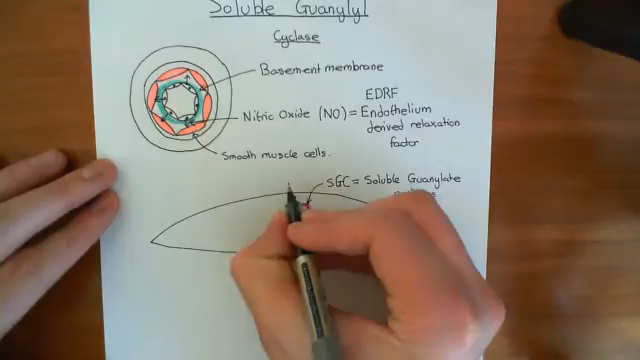 Soluble Guanylyl
Cyclase
Basement membrane
EDRF
Nitric Oxide (NO) = Endothelium
derived relaxation
factor
Smooth muscle cells.
SGC = Soluble Guanylate